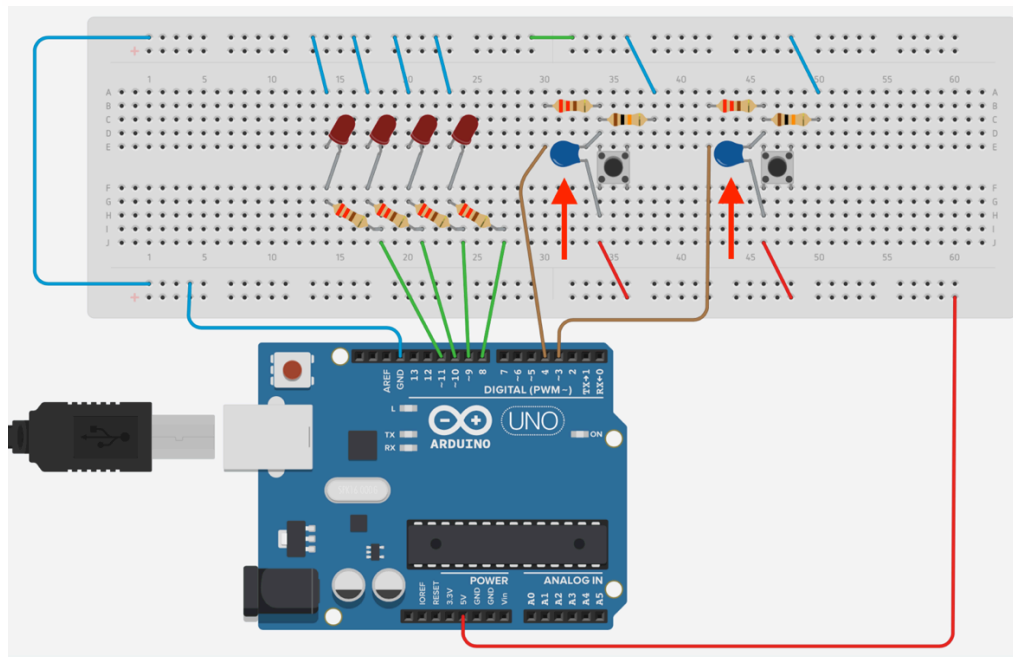 +
1 5 10 15 20 25 30 35 40 45 50 55 60
A
B
C
D
E
F
G
H
I
J
A
B
C
D
E
F
G
H
I
J
1 5 10 15 20 25 30 35 40 45 50 55 60
+
AREF
GND
13
12
~11
~10
~9
8
7
~6
~5
4
~3
2
TX→1
RX←0
DIGITAL (PWM~)
L
TX
RX
ARDUINO
UNO
ON
POWER
ANALOG IN
IOREF
RESET
3.3V
5V
GND
GND
Vin
A0
A1
A2
A3
A4
A5